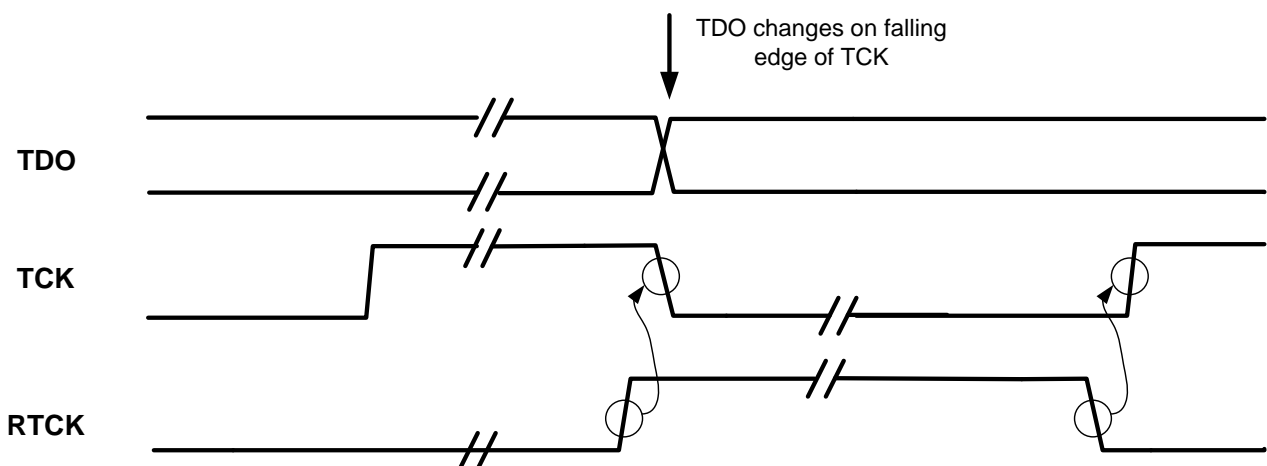 TDO changes on falling
edge of TCK
TDO
TCK
RTCK